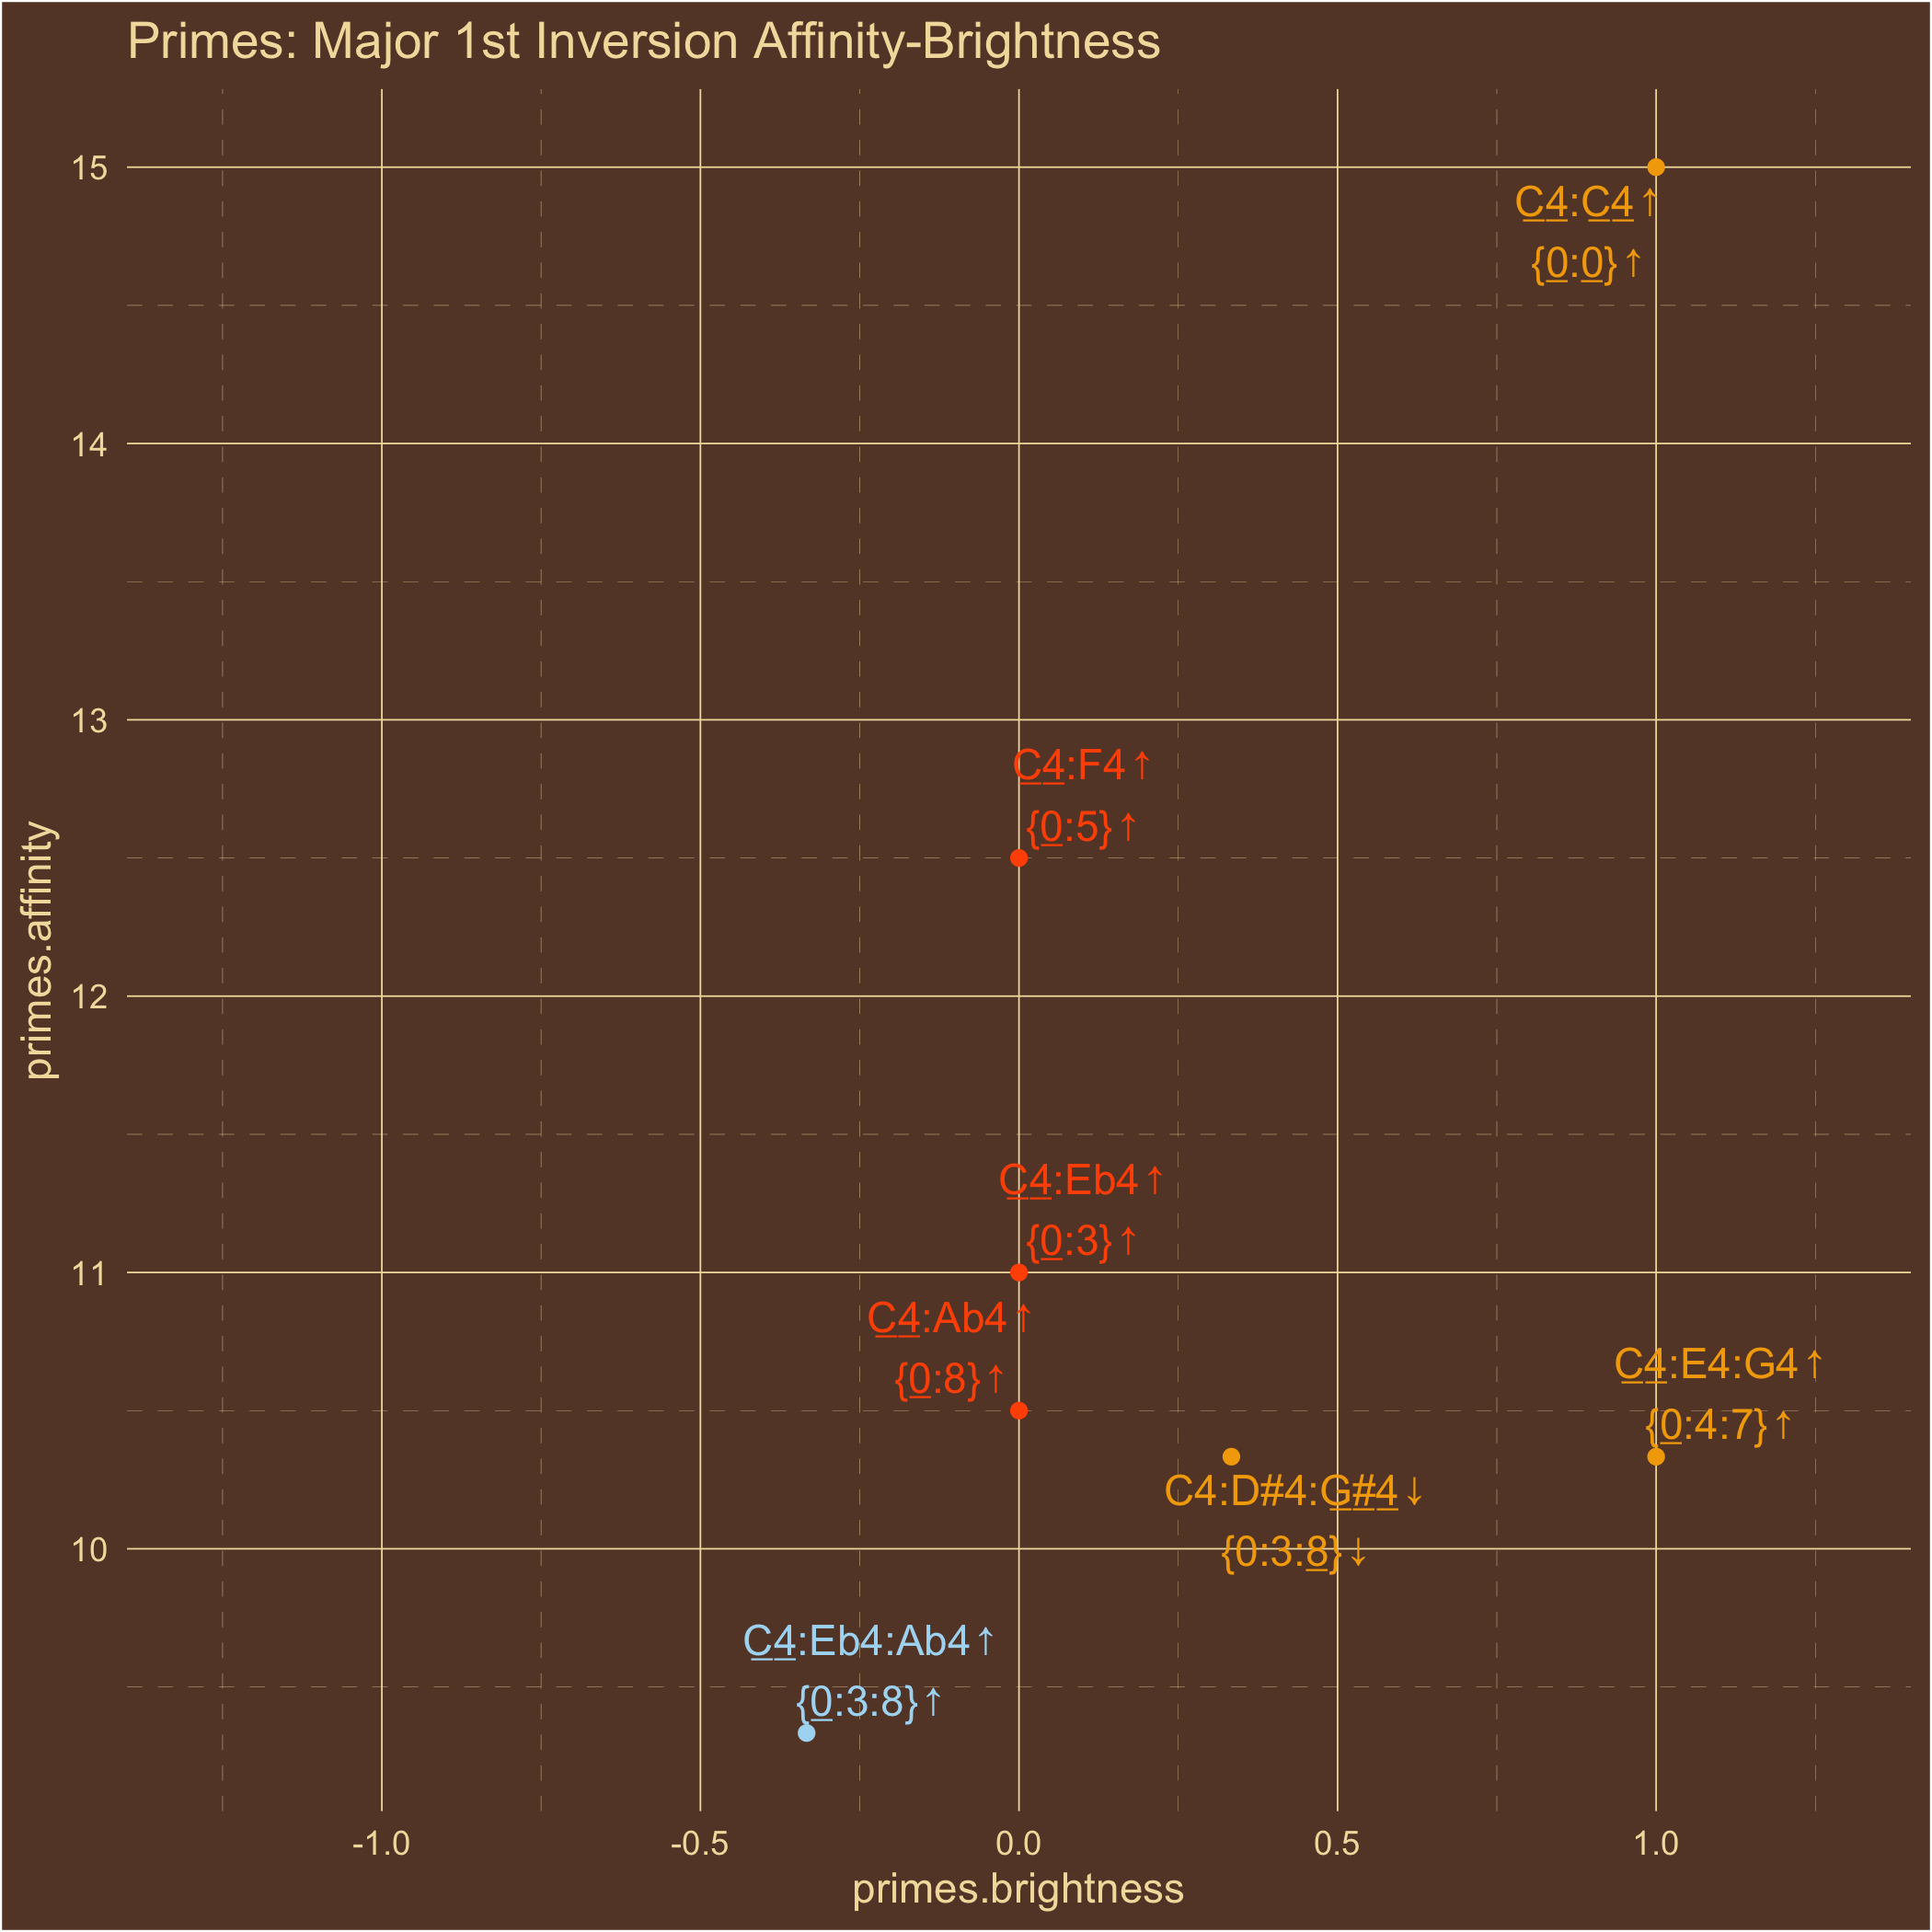 Primes: Major 1st Inversion Affinity-Brightness
15
C4:C4↑
{0:0}↑
14
13
C4:F4↑
{0:5}↑
12
primes.affinity
C4:Eb4↑
{0:3}↑
11
C4:Ab4↑
{0:8}↑
C4:E4:G4↑
{0:4:7}↑
C4:D#4:G#4↓
{0:3:8}↓
10
C4:Eb4:Ab4↑
{0:3:8}↑
-1.0 -0.5 0.0 0.5 1.0
primes.brightness